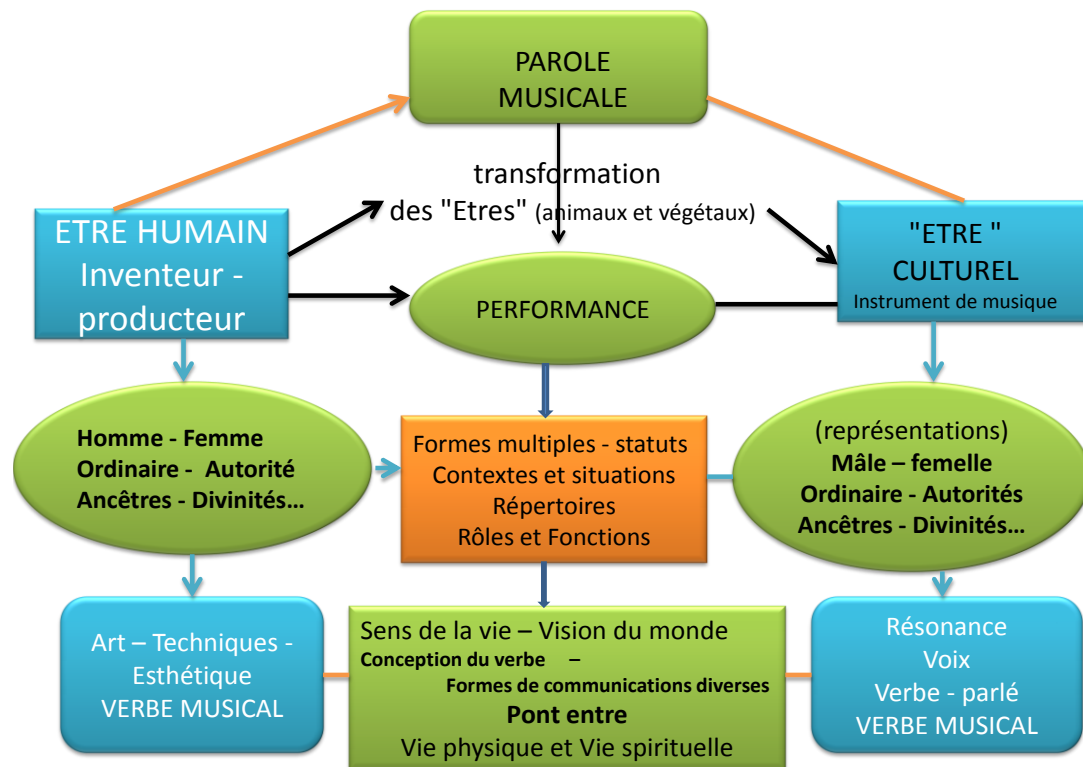 PAROLE
MUSICALE
transformation
des "Etres" (animaux et végétaux)
ETRE HUMAIN
Inventeur -
producteur
"ETRE "
CULTUREL
Instrument de musique
PERFORMANCE
Homme - Femme
Ordinaire - Autorité
Ancêtres - Divinités...
Formes multiples - statuts
Contextes et situations
Répertoires
Rôles et Fonctions
(représentations)
Mâle – femelle
Ordinaire - Autorités
Ancêtres - Divinités...
Art – Techniques -
Esthétique
VERBE MUSICAL
Sens de la vie – Vision du monde
Conception du verbe –
Formes de communications diverses
Pont entre
Vie physique et Vie spirituelle
Résonance
Voix
Verbe - parlé
VERBE MUSICAL